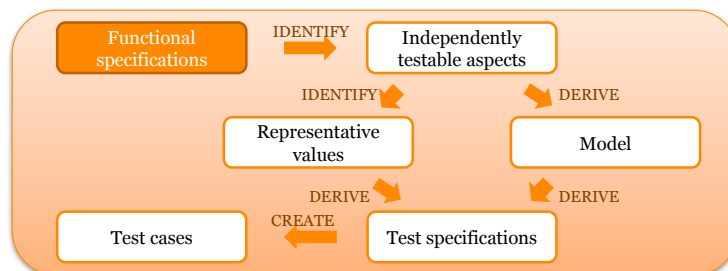 Functional
specifications
IDENTIFY
Independently
testable aspects
IDENTIFY
DERIVE
Representative
values
Model
DERIVE
DERIVE
CREATE
Test cases
Test specifications